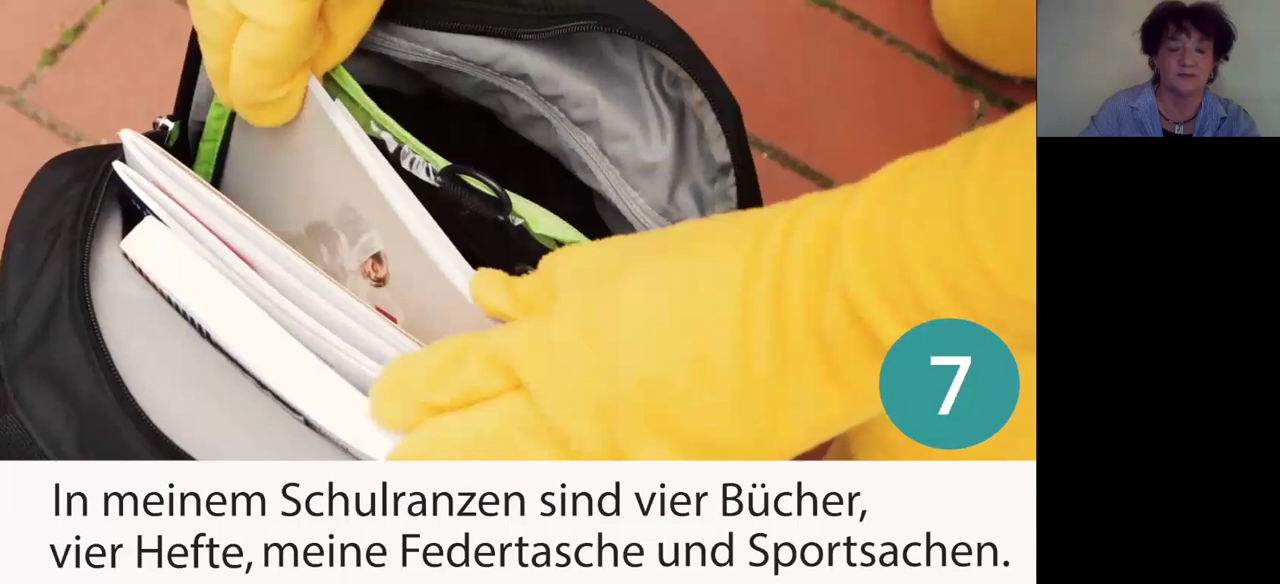 7
In meinem Schulranzen sind vier Bücher,
vier Hefte, meine Federtasche und Sportsachen.